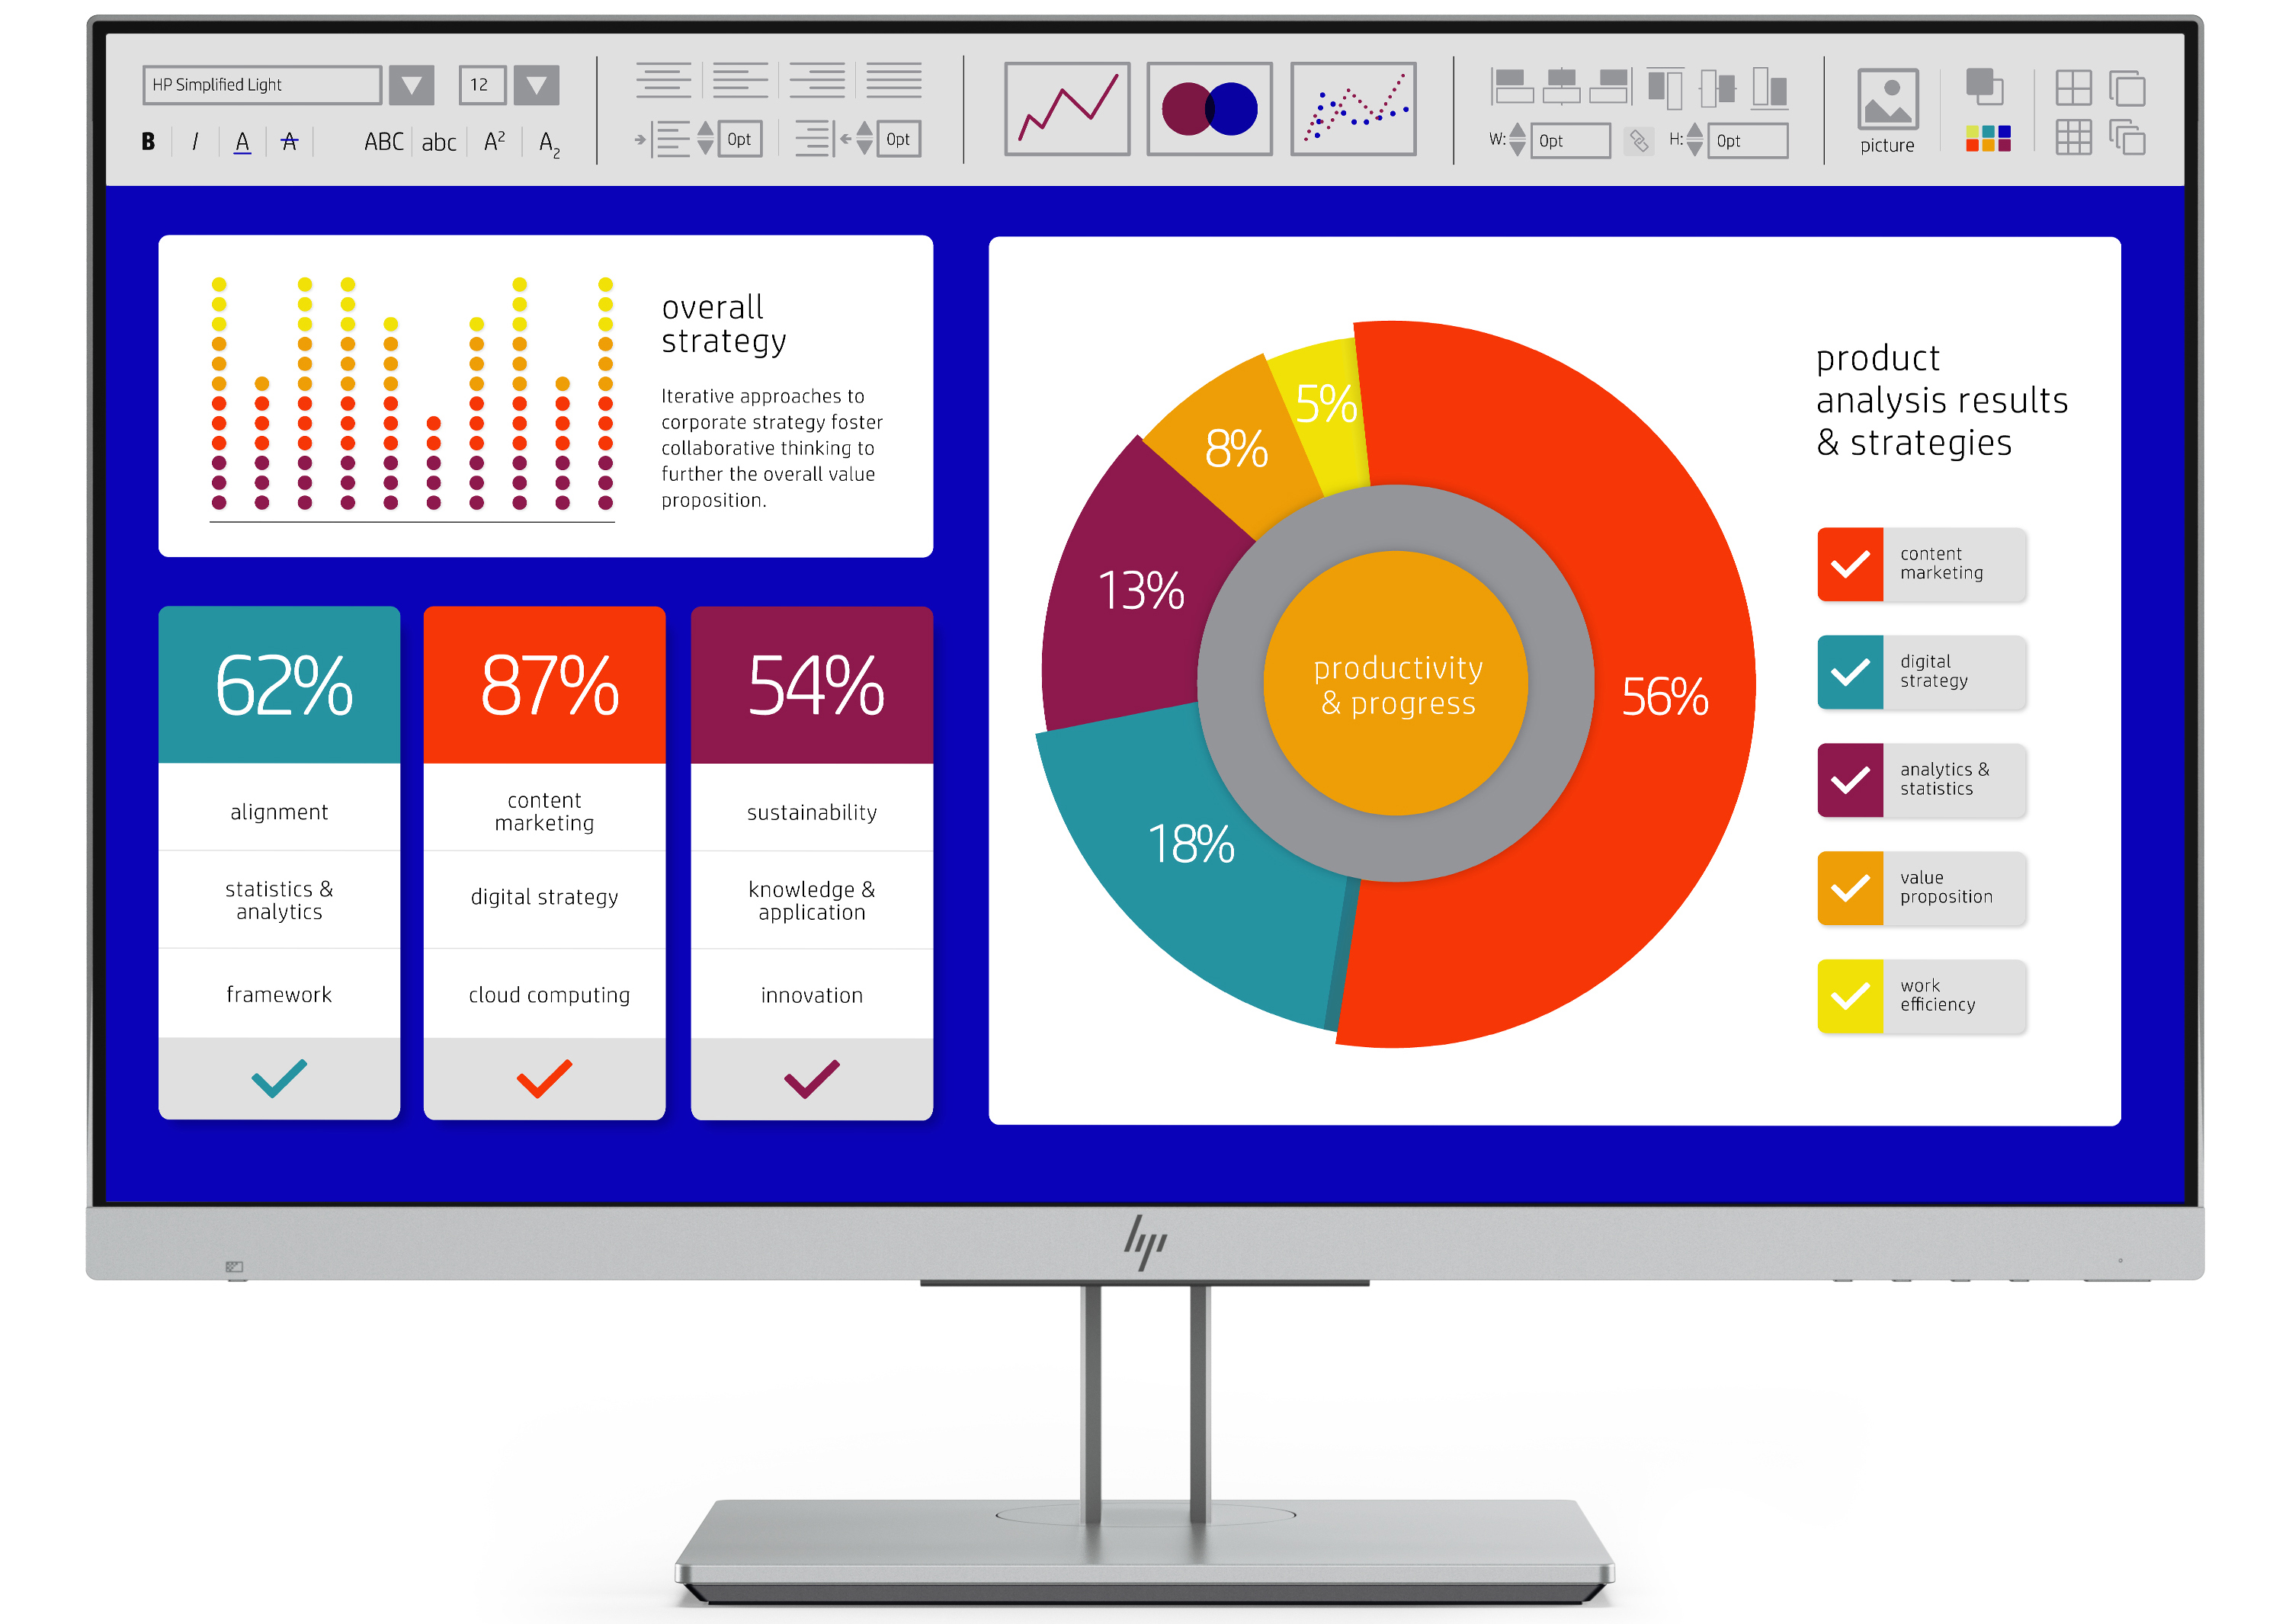 HP Simplified Light
12
B
I
A
A
ABC
abc
A²
A₂
0pt
0pt
W:
0pt
H:
0pt
picture
overall
strategy
Iterative approaches to
corporate strategy foster
collaborative thinking to
further the overall value
proposition.
62%
alignment
statistics &
analytics
framework
87%
content
marketing
digital strategy
cloud computing
54%
sustainability
knowledge &
application
innovation
5%
8%
13%
18%
56%
productivity
& progress
product
analysis results
& strategies
content
marketing
digital
strategy
analytics &
statistics
value
proposition
work
efficiency
hp